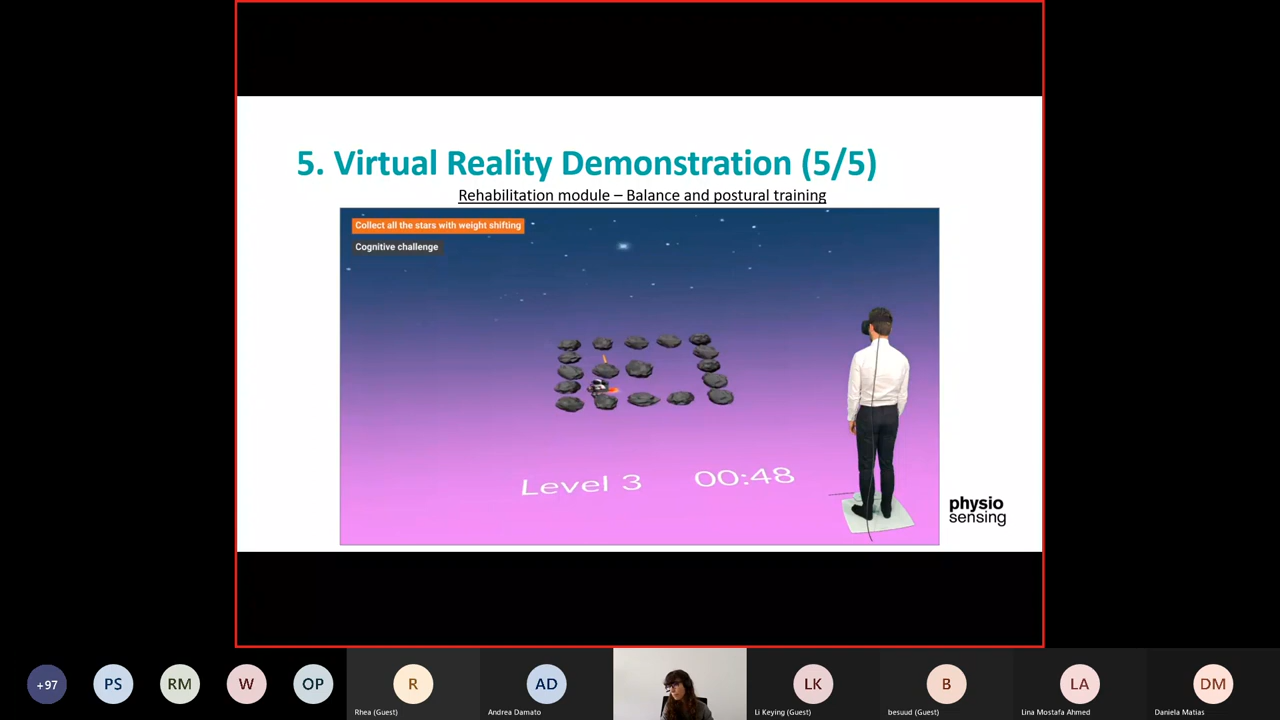 5. Virtual Reality Demonstration (5/5)
Rehabilitation module – Balance and postural training
Collect all the stars with weight shifting
Cognitive challenge
Level 3 00:48
physio
sensing
+97
PS
RM
W
OP
R
Rhea (Guest)
AD
Andrea Damato
LK
Li Keying (Guest)
B
besuud (Guest)
LA
Lina Mostafa Ahmed
DM
Daniela Matias